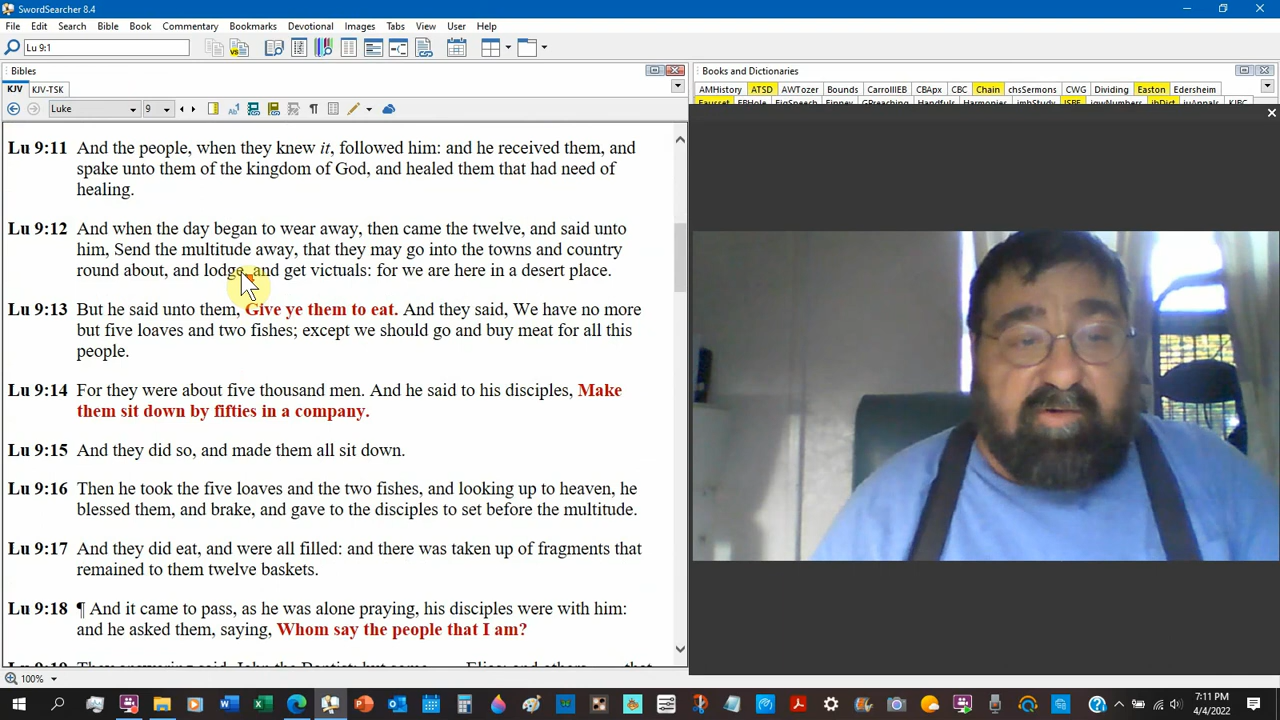 SwordSearcher 8.4
File Edit Search Bible Book Commentary Bookmarks Devotional Images Tabs View User Help
Lu 9:1
Bibles
Books and Dictionaries
KJV KJV-TSK
AMHistory ATSD AWTozer Bounds CarrollIEB CBApx CBC Chain chsSermons CWG Dividing Easton Edersheim
Luke 9
Lu 9:11 And the people, when they knew it, followed him: and he received them, and
spake unto them of the kingdom of God, and healed them that had need of
healing.
Lu 9:12 And when the day began to wear away, then came the twelve, and said unto
him, Send the multitude away, that they may go into the towns and country
round about, and lodge, and get victuals: for we are here in a desert place.
Lu 9:13 But he said unto them, Give ye them to eat. And they said, We have no more
but five loaves and two fishes; except we should go and buy meat for all this
people.
Lu 9:14 For they were about five thousand men. And he said to his disciples, Make
them sit down by fifties in a company.
Lu 9:15 And they did so, and made them all sit down.
Lu 9:16 Then he took the five loaves and the two fishes, and looking up to heaven, he
blessed them, and brake, and gave to the disciples to set before the multitude.
Lu 9:17 And they did eat, and were all filled: and there was taken up of fragments that
remained to them twelve baskets.
Lu 9:18 ¶ And it came to pass, as he was alone praying, his disciples were with him:
and he asked them, saying, Whom say the people that I am?
100%
7:11 PM
4/4/2022